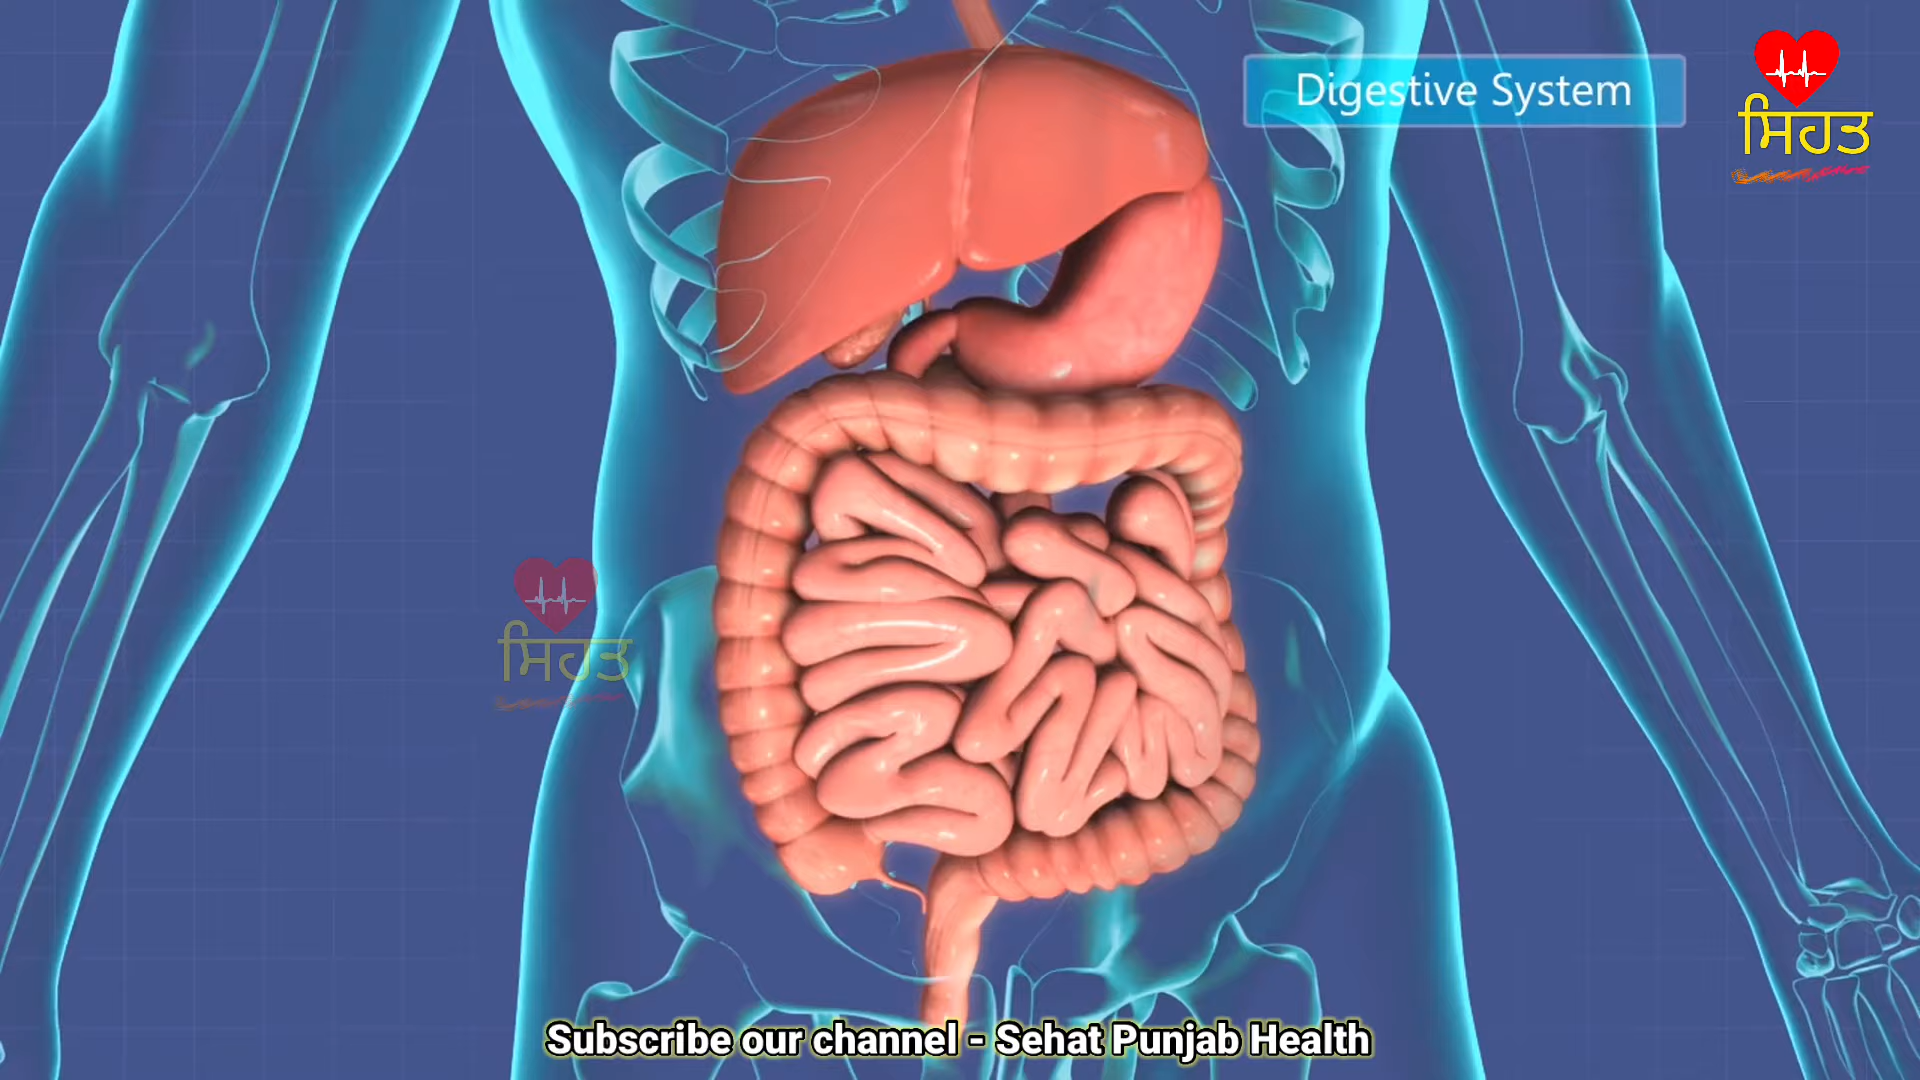 Digestive System
ਸਿਹਤ
ਸਿਹਤ
Subscribe our channel - Sehat Punjab Health